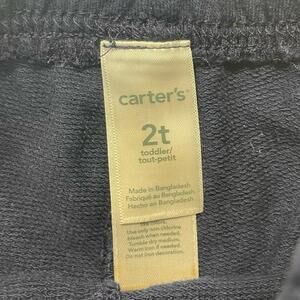 carter's
2t
toddler/
tout-petit
Made in Bangladesh
Fabriqué au Bangladesh
Hecho en Bangladesh
Use only non-chlorine
bleach when needed.
Tumble dry medium.
Warm iron if needed.
Do not iron decoration.